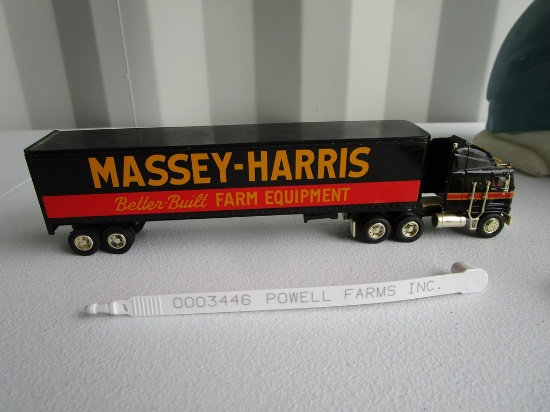 MASSEY-HARRIS
Better-Built FARM EQUIPMENT
0003446 POWELL FARMS INC.